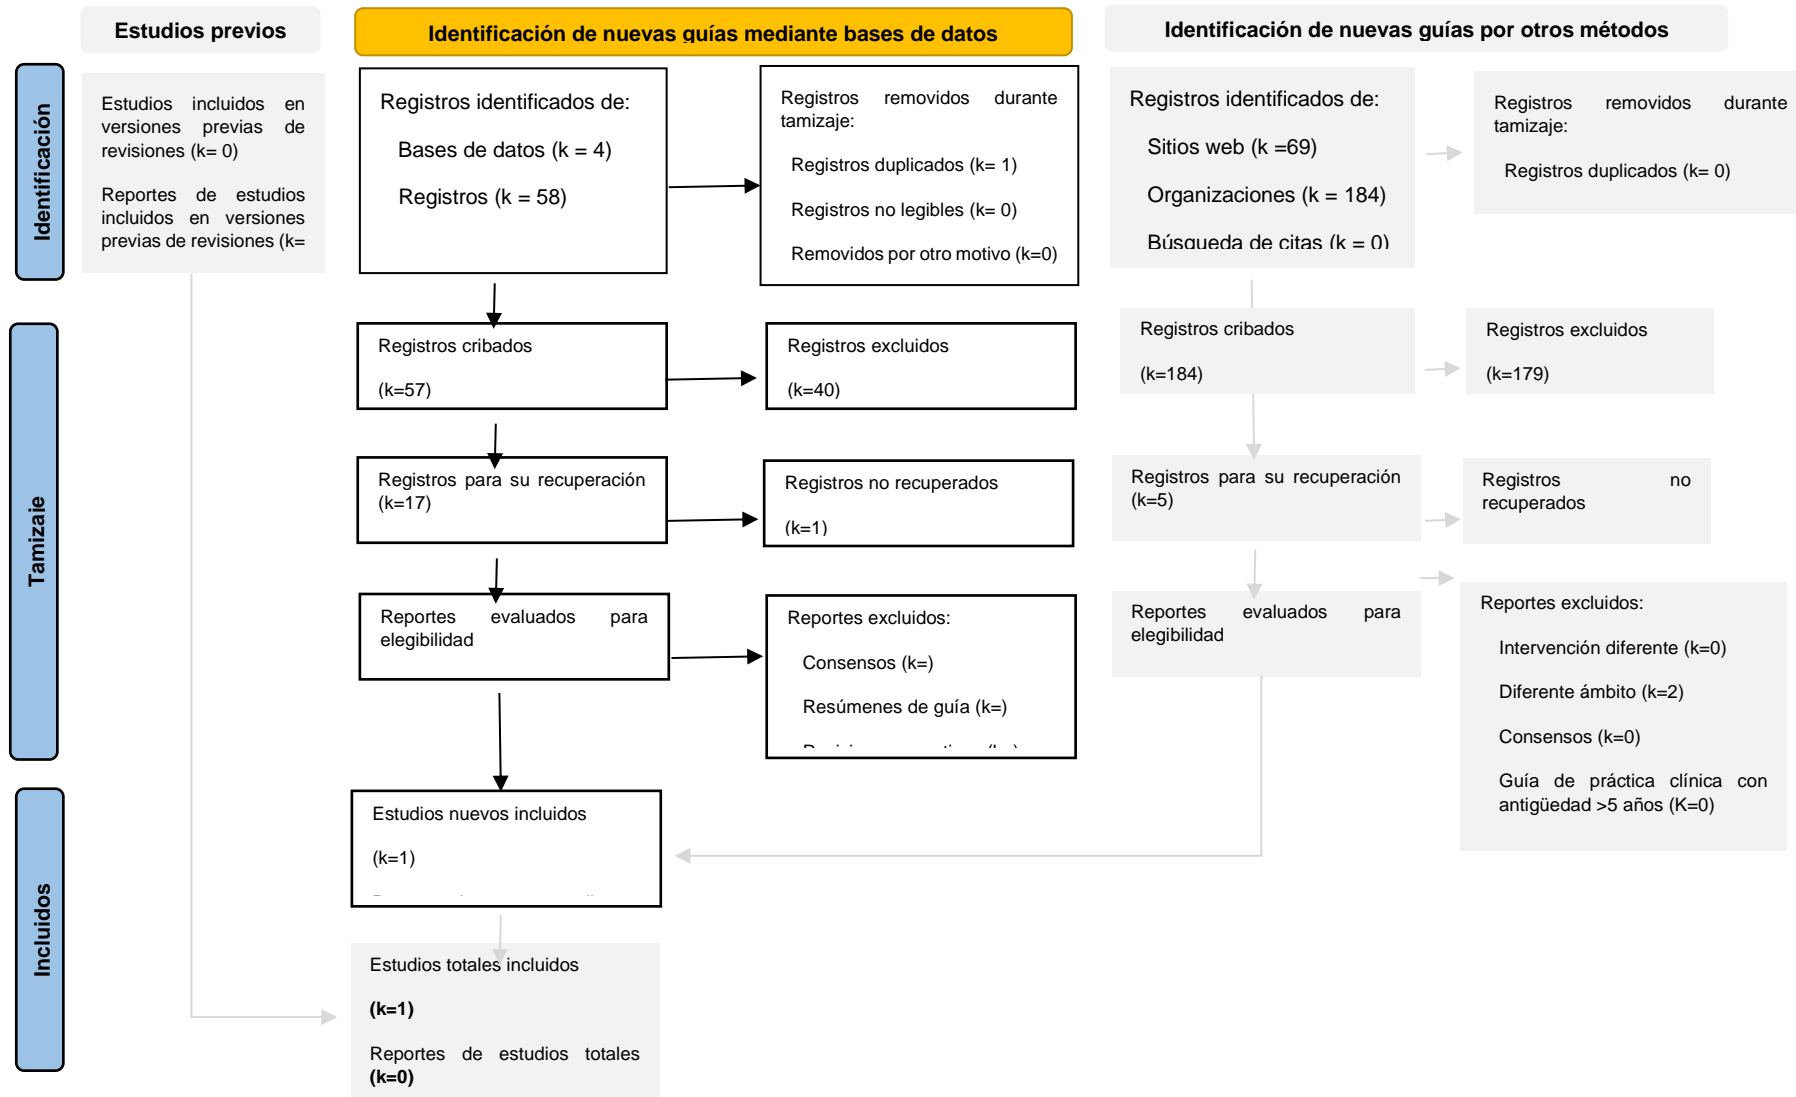 Estudios previos
Identificación de nuevas guías mediante bases de datos
Identificación de nuevas guías por otros métodos
Identificación
Estudios incluidos en
versiones previas de
revisiones (k= 0)
Reportes de estudios
incluidos en versiones
previas de revisiones (k=
Registros identificados de:
Bases de datos (k = 4)
Registros (k = 58)
Registros removidos durante
tamizaje:
Registros duplicados (k= 1)
Registros no legibles (k= 0)
Removidos por otro motivo (k=0)
Registros identificados de:
Sitios web (k =69)
Organizaciones (k = 184)
Búsqueda de citas (k = 0)
Registros removidos durante
tamizaje:
Registros duplicados (k= 0)
Tamizaje
Registros cribados
(k=57)
Registros excluidos
(k=40)
Registros cribados
(k=184)
Registros excluidos
(k=179)
Registros para su recuperación
(k=17)
Registros no recuperados
(k=1)
Registros para su recuperación
(k=5)
Registros no
recuperados
Reportes evaluados para
elegibilidad
Reportes excluidos:
Consensos (k=)
Resúmenes de guía (k=)
Reportes evaluados para
elegibilidad
Reportes excluidos:
Intervención diferente (k=0)
Diferente ámbito (k=2)
Consensos (k=0)
Guía de práctica clínica con
antigüedad >5 años (K=0)
Incluidos
Estudios nuevos incluidos
(k=1)
Estudios totales incluidos
(k=1)
Reportes de estudios totales
(k=0)